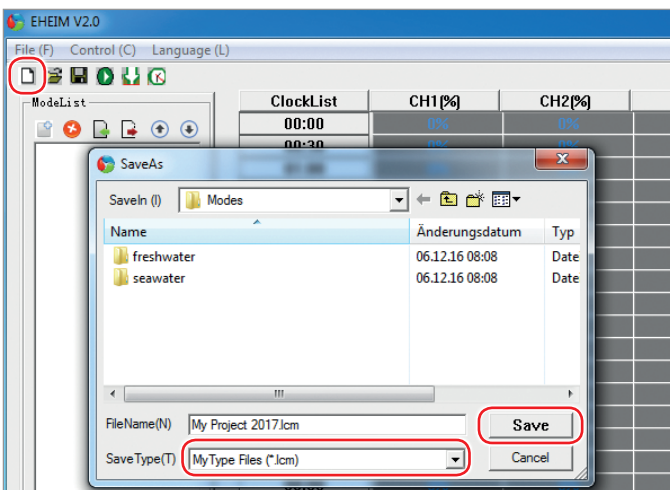 EHEIM V2.0
File (F) Control (C) Language (L)
ModeList
ClockList CH1(%) CH2(%)
00:00 0% 0%
00:30
SaveAs
SaveIn (I) Modes
Name Änderungsdatum Typ
freshwater 06.12.16 08:08 Date
seawater 06.12.16 08:08 Date
FileName(N) My Project 2017.lcm Save
SaveType(T) MyType Files (*.lcm) Cancel